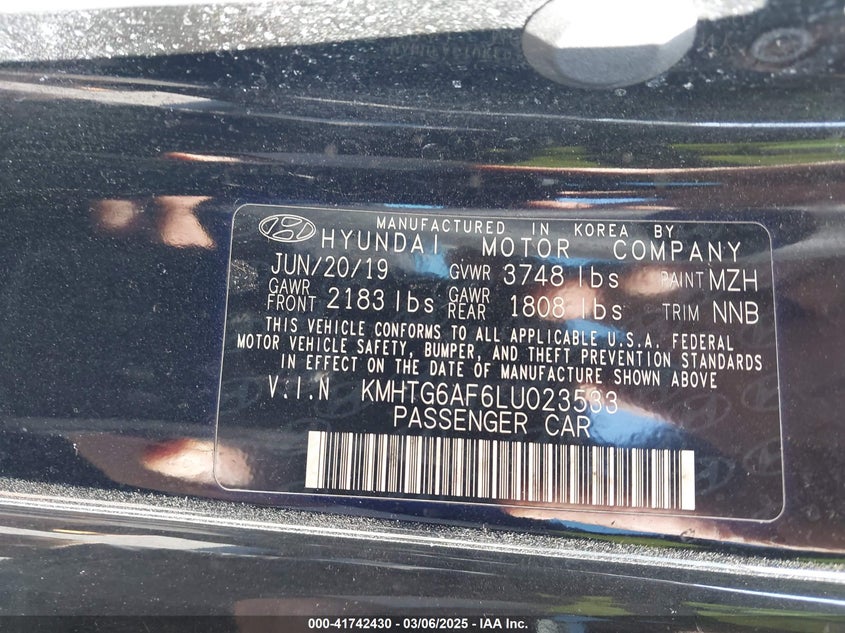 MANUFACTURED IN KOREA BY
HYUNDAI MOTOR COMPANY
JUN/20/19 GVWR 3748 lbs PAINT MZH
GAWR FRONT 2183 lbs GAWR REAR 1808 lbs TRIM NNB
THIS VEHICLE CONFORMS TO ALL APPLICABLE U.S.A. FEDERAL
MOTOR VEHICLE SAFETY, BUMPER, AND THEFT PREVENTION STANDARDS
IN EFFECT ON THE DATE OF MANUFACTURE SHOWN ABOVE
V.I.N KMHTG6AF6LU023533
PASSENGER CAR
000-41742430 - 03/06/2025 - IAA Inc.